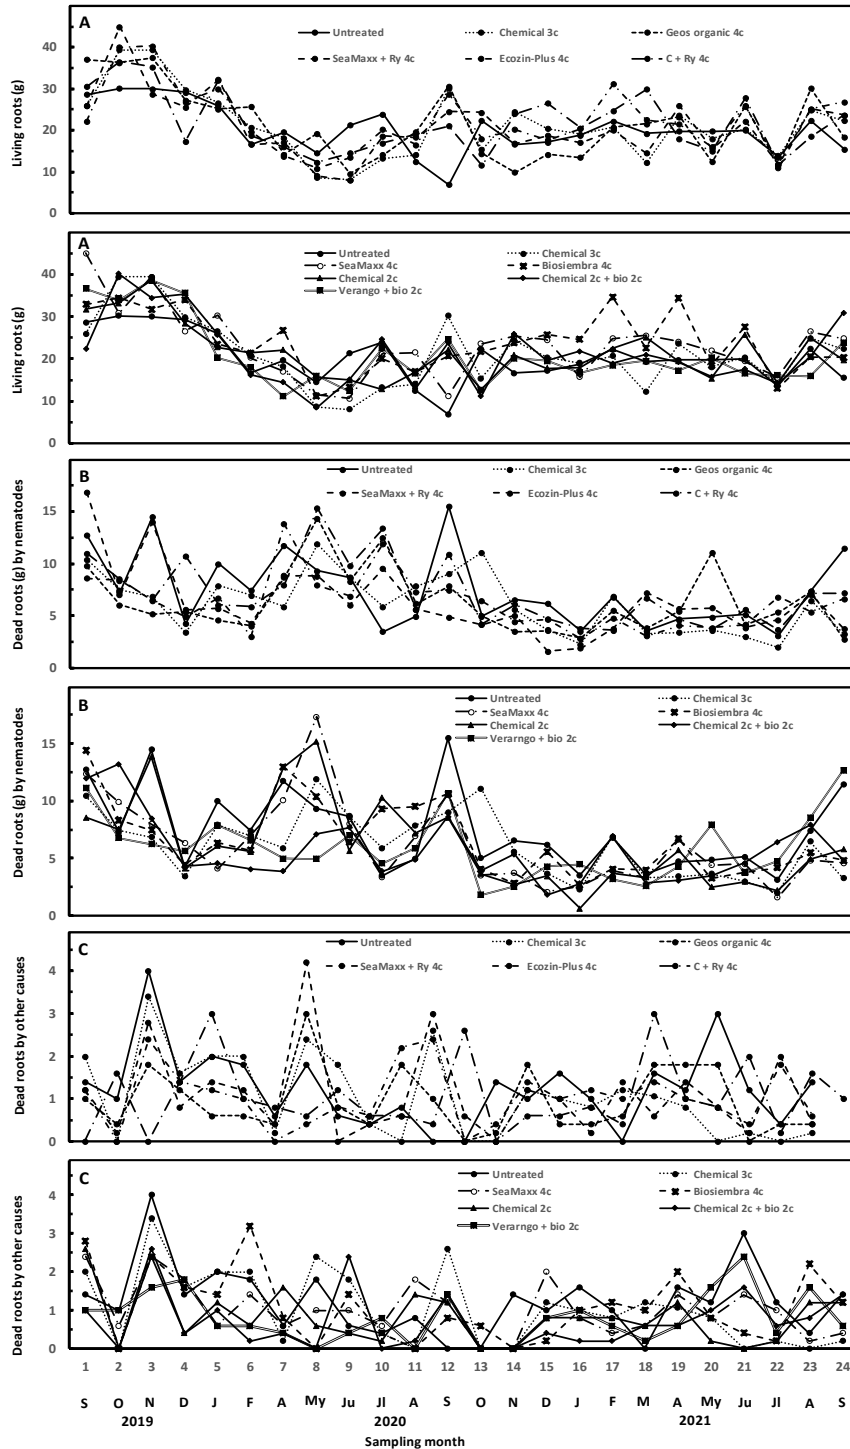 A
Untreated Chemical 3c Geos organic 4c
SeaMaxx + Ry 4c Ecozin-Plus 4c C + Ry 4c
Living roots (g)
40
30
20
10
0
A
Untreated Chemical 3c
SeaMaxx 4c Biosiembra 4c
Chemical 2c Chemical 2c + bio 2c
Verango + bio 2c
Living roots (g)
40
30
20
10
0
B
Untreated Chemical 3c Geos organic 4c
SeaMaxx + Ry 4c Ecozin-Plus 4c C + Ry 4c
Dead roots (g) by nematodes
15
10
5
0
B
Untreated Chemical 3c
SeaMaxx 4c Biosiembra 4c
Chemical 2c Chemical 2c + bio 2c
Verarngo + bio 2c
Dead roots (g) by nematodes
15
10
5
0
C
Untreated Chemical 3c Geos organic 4c
SeaMaxx + Ry 4c Ecozin-Plus 4c C + Ry 4c
Dead roots by other causes
4
3
2
1
0
C
Untreated Chemical 3c
SeaMaxx 4c Biosiembra 4c
Chemical 2c Chemical 2c + bio 2c
Verarngo + bio 2c
Dead roots by other causes
4
3
2
1
0
1 2 3 4 5 6 7 8 9 10 11 12 13 14 15 16 17 18 19 20 21 22 23 24
S O N D J F A My Ju Jl A S O N D J F M A My Ju Jl A S
2019 2020 2021
Sampling month